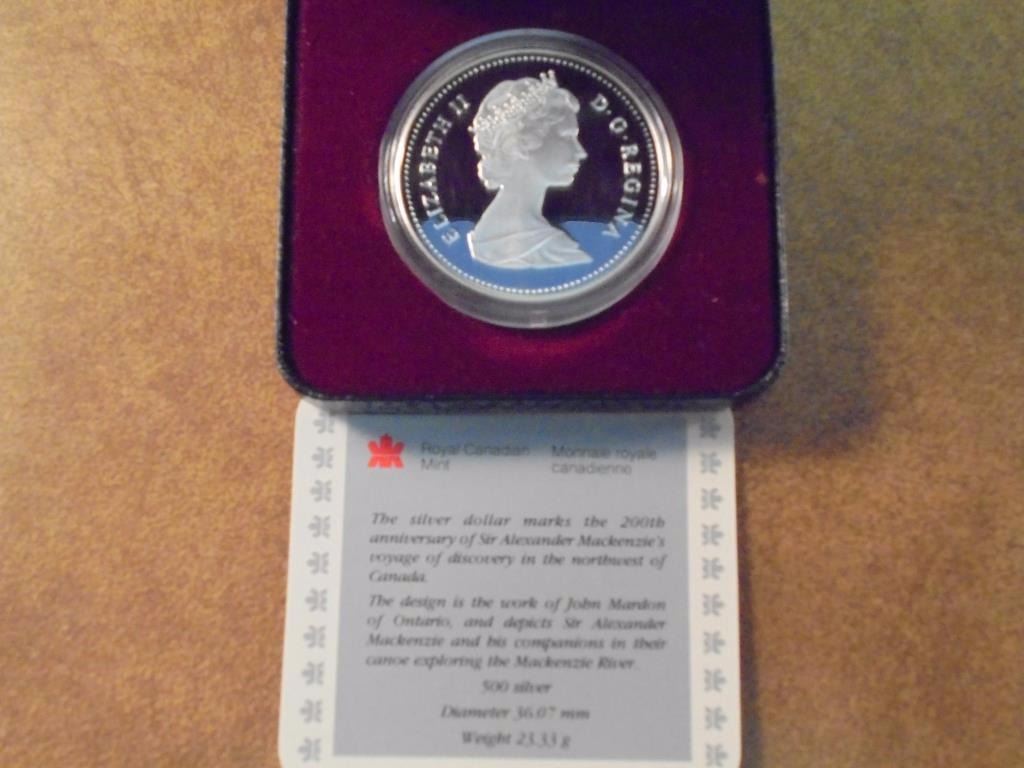 ELIZABETH II D·G·REGINA
Royal Canadian Mint
Monnaie royale canadienne
The silver dollar marks the 200th
anniversary of Sir Alexander Mackenzie's
voyage of discovery in the northwest of
Canada.
The design is the work of John Mardon
of Ontario, and depicts Sir Alexander
Mackenzie and his companions in their
canoe exploring the Mackenzie River.
500 silver
Diameter 36.07 mm
Weight 23.33 g